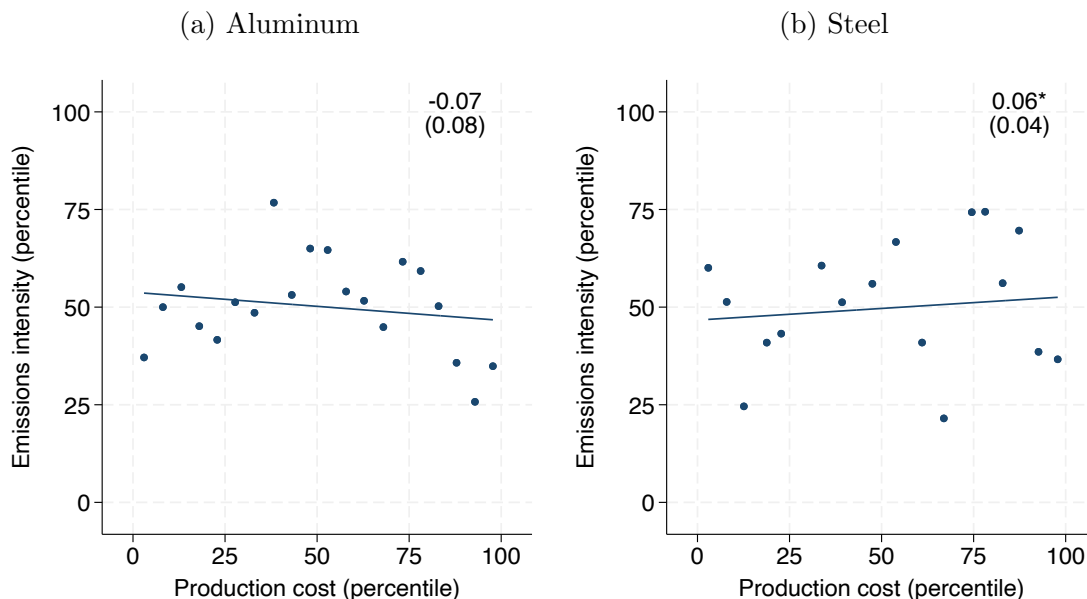 (a) Aluminum
-0.07
(0.08)
Emissions intensity (percentile)
100
75
50
25
0
0 25 50 75 100
Production cost (percentile)
(b) Steel
0.06*
(0.04)
Emissions intensity (percentile)
100
75
50
25
0
0 25 50 75 100
Production cost (percentile)